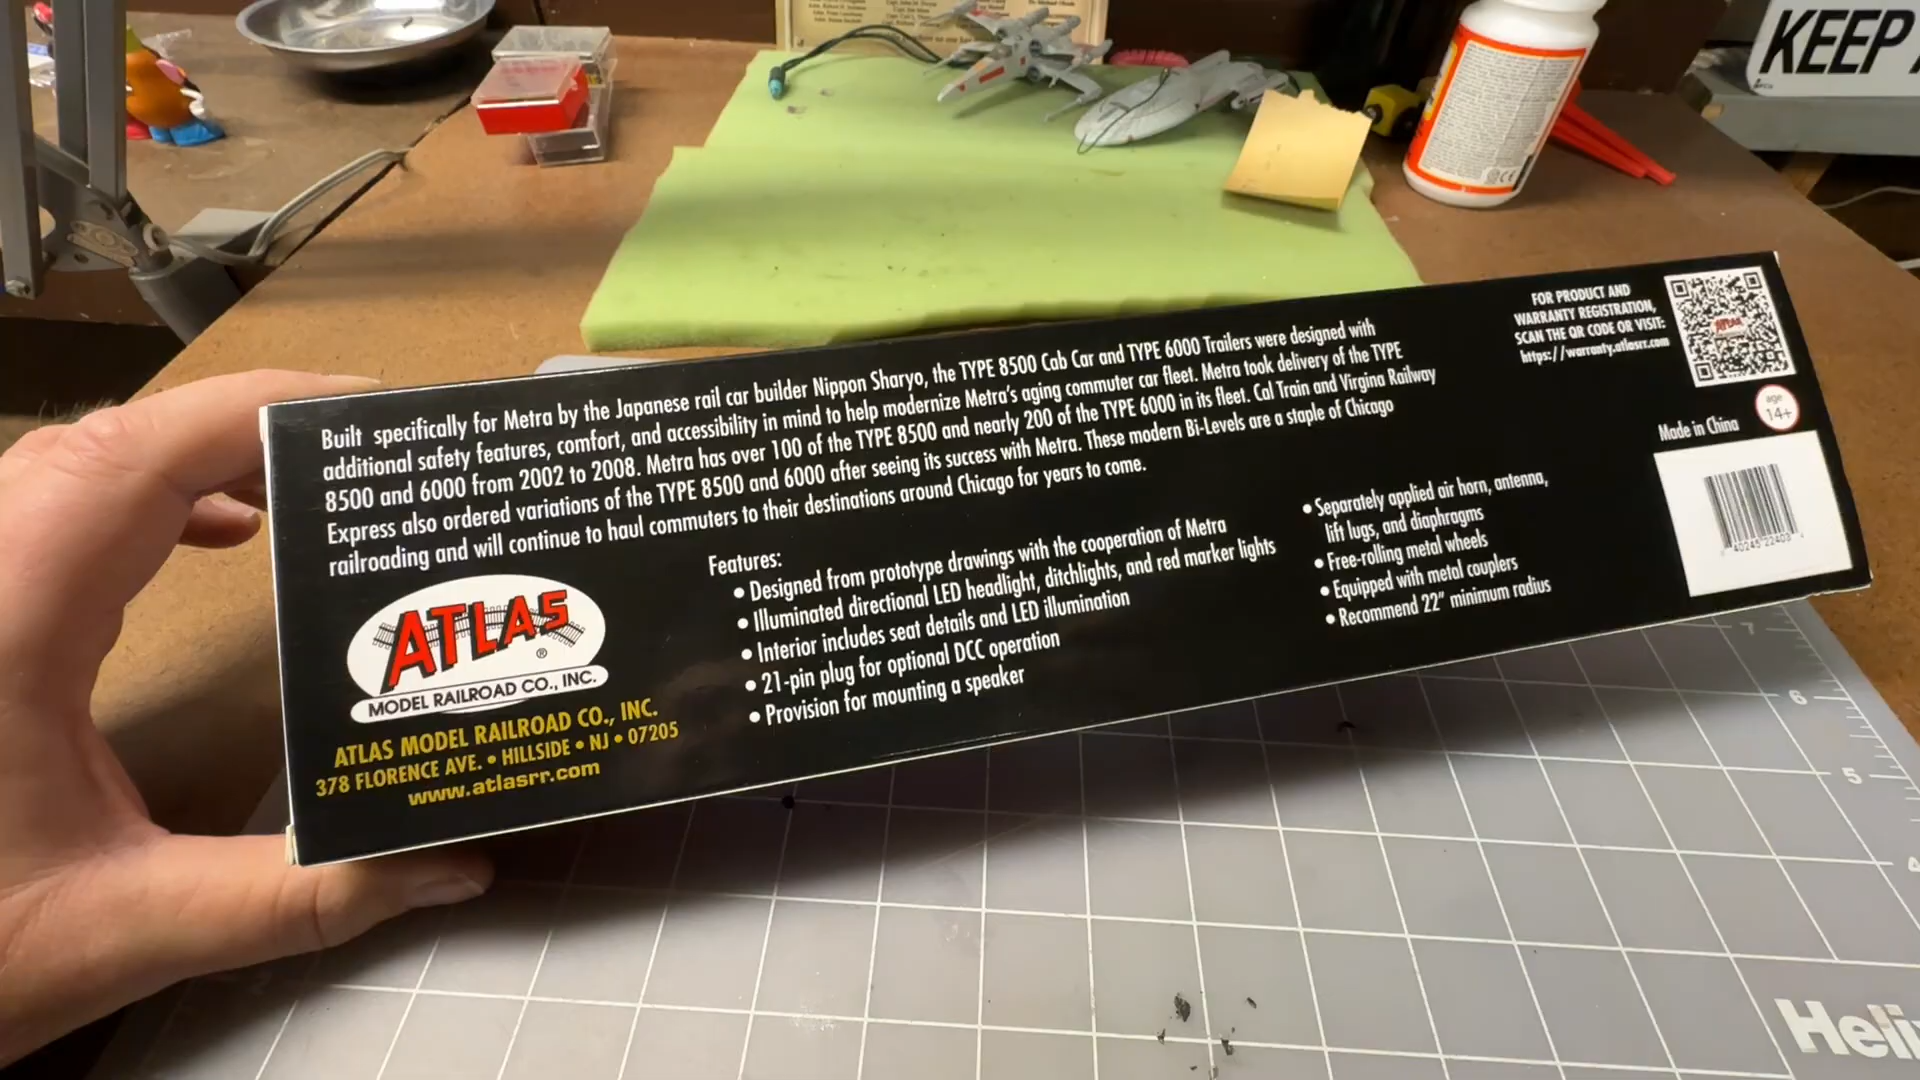 KEEP
Built specifically for Metra by the Japanese rail car builder Nippon Sharyo, the TYPE 8500 Cab Car and TYPE 6000 Trailers were designed with
additional safety features, comfort, and accessibility in mind to help modernize Metra's aging commuter car fleet. Metra took delivery of the TYPE
8500 and 6000 from 2002 to 2008. Metra has over 100 of the TYPE 8500 and nearly 200 of the TYPE 6000 in its fleet. Cal Train and Virgina Railway
Express also ordered variations of the TYPE 8500 and 6000 after seeing its success with Metra. These modern Bi-Levels are a staple of Chicago
railroading and will continue to haul commuters to their destinations around Chicago for years to come.
FOR PRODUCT AND
WARRANTY REGISTRATION,
SCAN THE QR CODE OR VISIT:
https://warranty.atlasrr.com
ATLAS
age
14+
Made in China
ATLAS
®
MODEL RAILROAD CO., INC.
ATLAS MODEL RAILROAD CO., INC.
378 FLORENCE AVE. • HILLSIDE • NJ • 07205
www.atlasrr.com
Features:
• Designed from prototype drawings with the cooperation of Metra
• Illuminated directional LED headlight, ditchlights, and red marker lights
• Interior includes seat details and LED illumination
• 21-pin plug for optional DCC operation
• Provision for mounting a speaker
• Separately applied air horn, antenna,
lift lugs, and diaphragms
• Free-rolling metal wheels
• Equipped with metal couplers
• Recommend 22" minimum radius
7
6
5
4